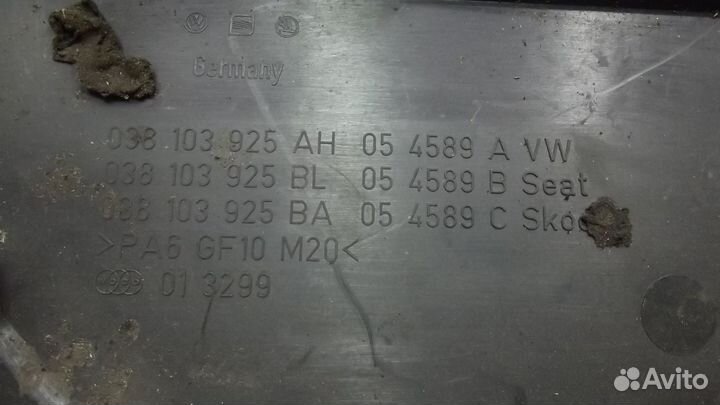 Germany
038 103 925 AH 05 4589 A VW
038 103 925 BL 05 4589 B Seat
038 103 925 BA 05 4589 C
>PA6 GF10 M20<
01 3299
Avito